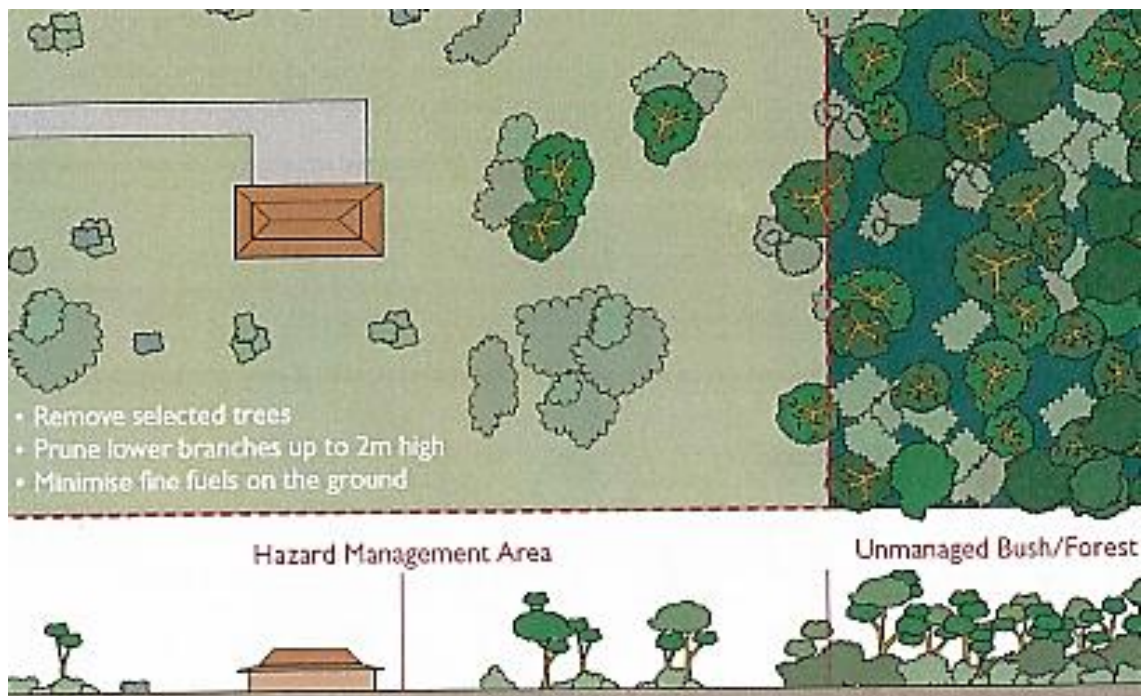 • Remove selected trees
• Prune lower branches up to 2m high
• Minimise fine fuels on the ground
Hazard Management Area
Unmanaged Bush/Forest